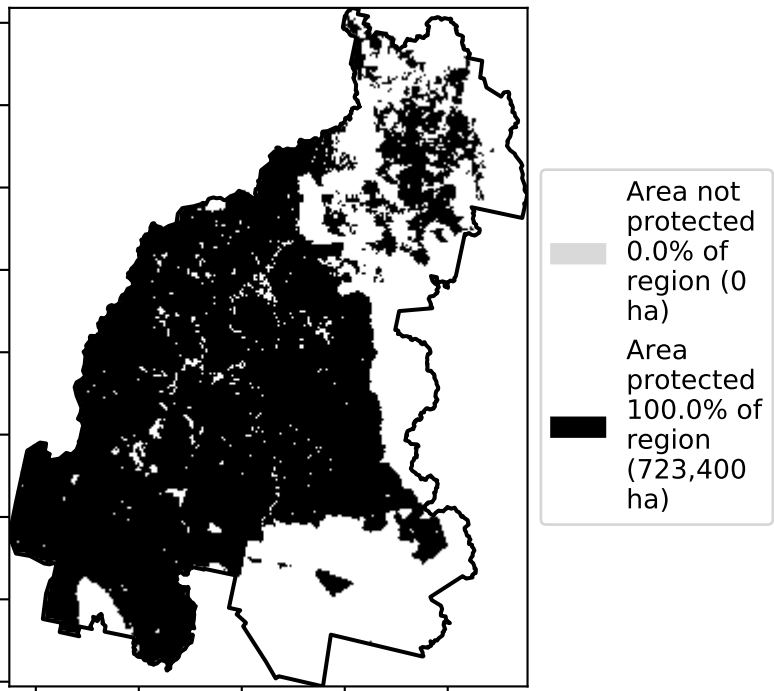 Area not
protected
0.0% of
region (0
ha)
Area
protected
100.0% of
region
(723,400
ha)